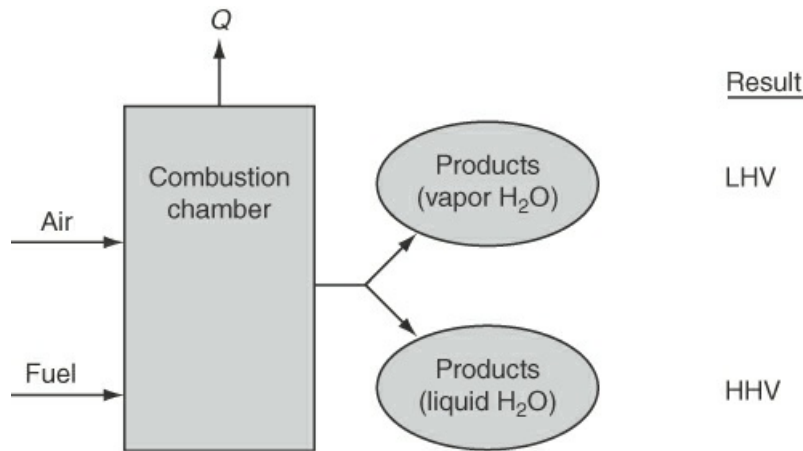 Q
Result
Combustion
chamber
Products
(vapor H₂O)
LHV
Air
Fuel
Products
(liquid H₂O)
HHV